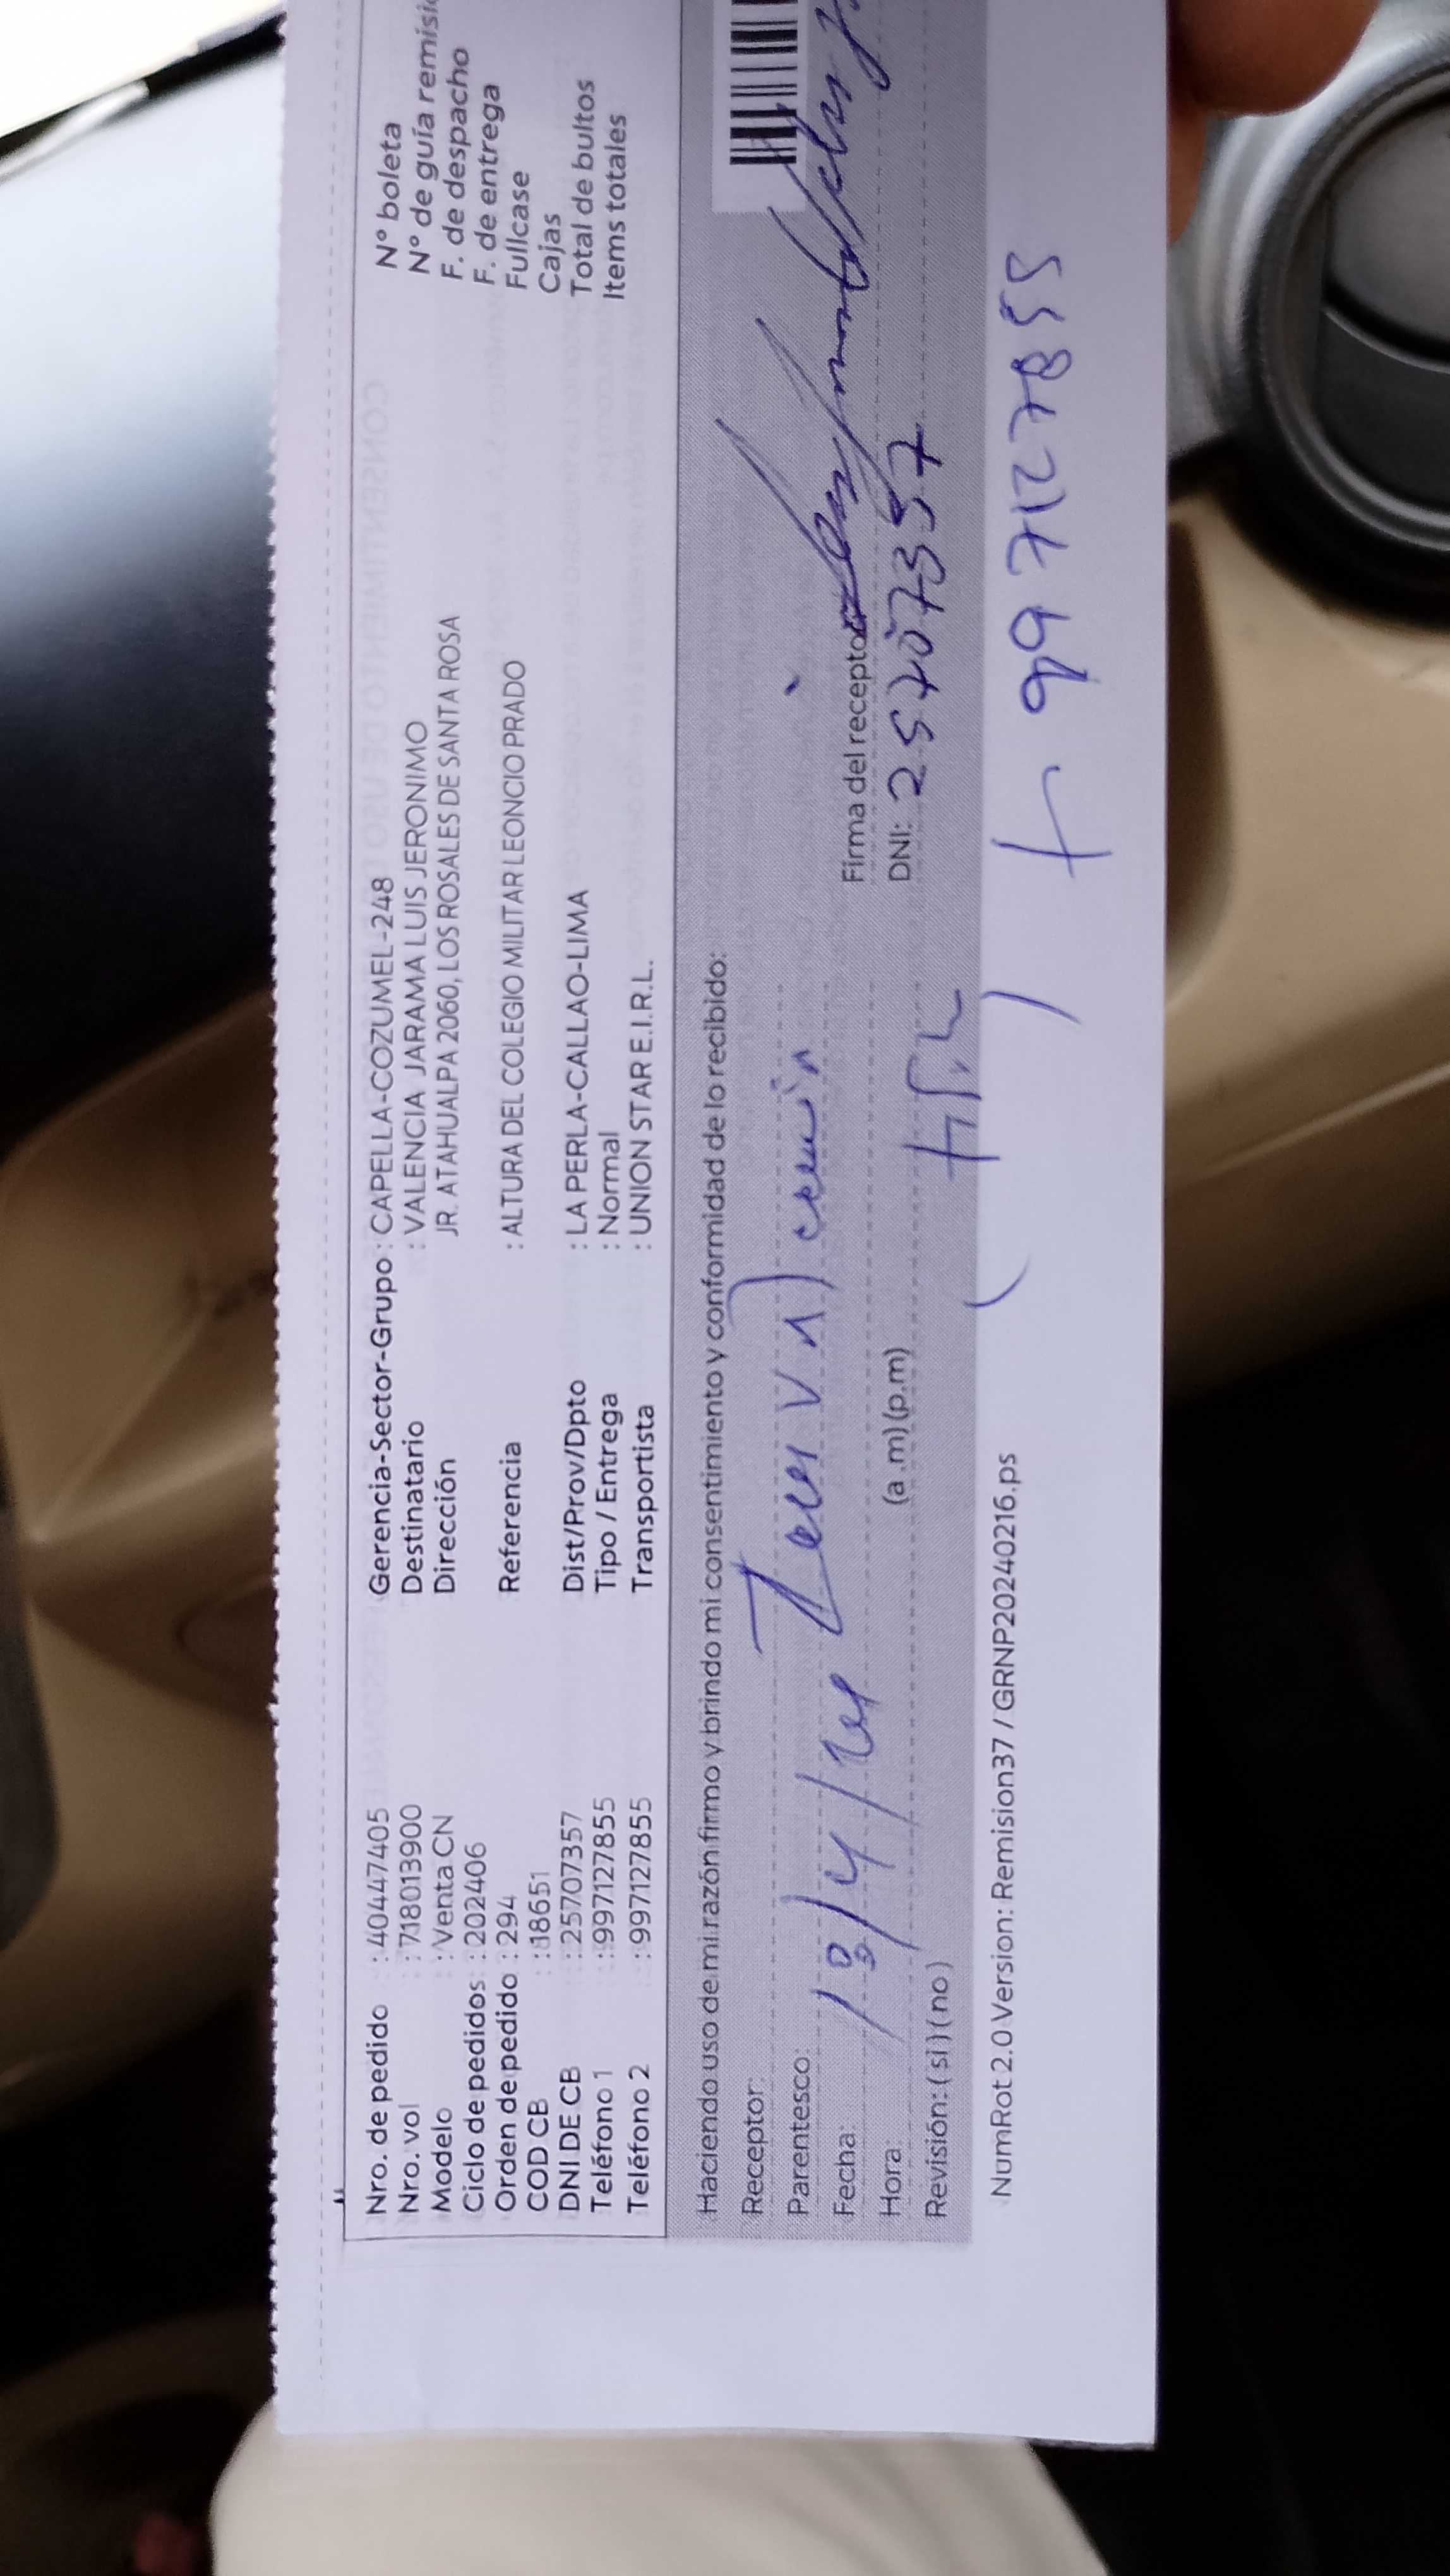 Nro. de pedido : 40447405
Nro. vol : 718013900
Modelo : Venta CN
Ciclo de pedidos : 202406
Orden de pedido : 294
COD CB : 18651
DNI DE CB : 25707357
Teléfono 1 : 997127855
Teléfono 2 : 997127855
Gerencia-Sector-Grupo : CAPELLA-COZUMEL-248
Destinatario : VALENCIA JARAMA LUIS JERONIMO
Dirección JR. ATAHUALPA 2060, LOS ROSALES DE SANTA ROSA
Referencia : ALTURA DEL COLEGIO MILITAR LEONCIO PRADO
Dist/Prov/Dpto : LA PERLA-CALLAO-LIMA
Tipo / Entrega : Normal
Transportista : UNION STAR E.I.R.L.
N° boleta
N° de guía remisi
F. de despacho
F. de entrega
Fullcase
Cajas
Total de bultos
Items totales
Haciendo uso de mi razón firmo y brindo mi consentimiento y conformidad de lo recibido:
Receptor:
Parentesco:
Fecha: 18/4/
Hora: (a .m) (p.m)
Revisión: ( si ) ( no )
Firma del receptor
DNI: 25707357
997127855
NumRot 2.0 Version: Remision37 / GRNP20240216.ps